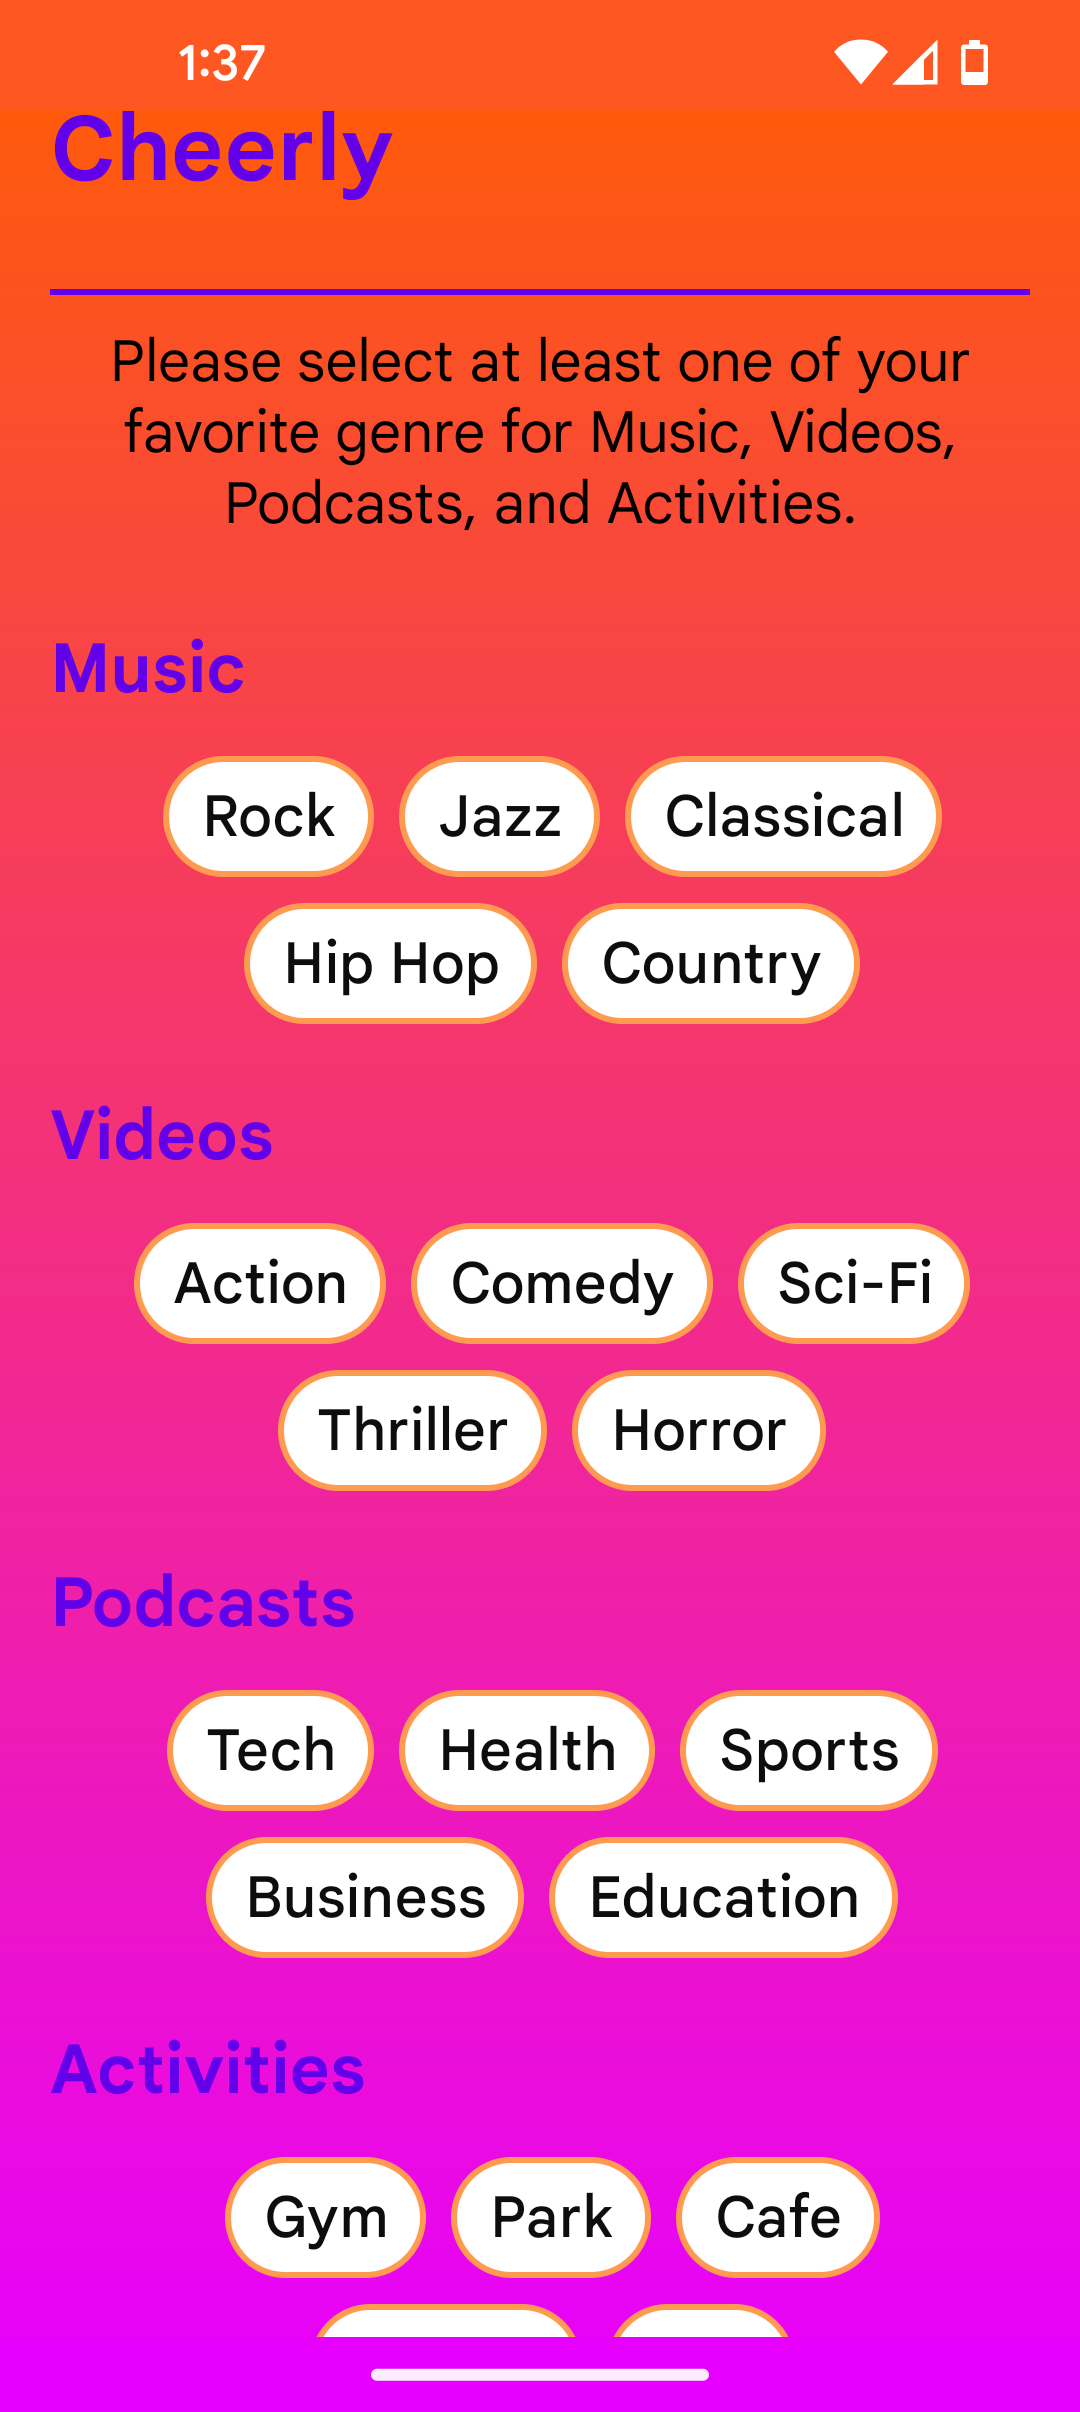 1:37
Cheerly
Please select at least one of your
favorite genre for Music, Videos,
Podcasts, and Activities.
Music
Rock Jazz Classical
Hip Hop Country
Videos
Action Comedy Sci-Fi
Thriller Horror
Podcasts
Tech Health Sports
Business Education
Activities
Gym Park Cafe